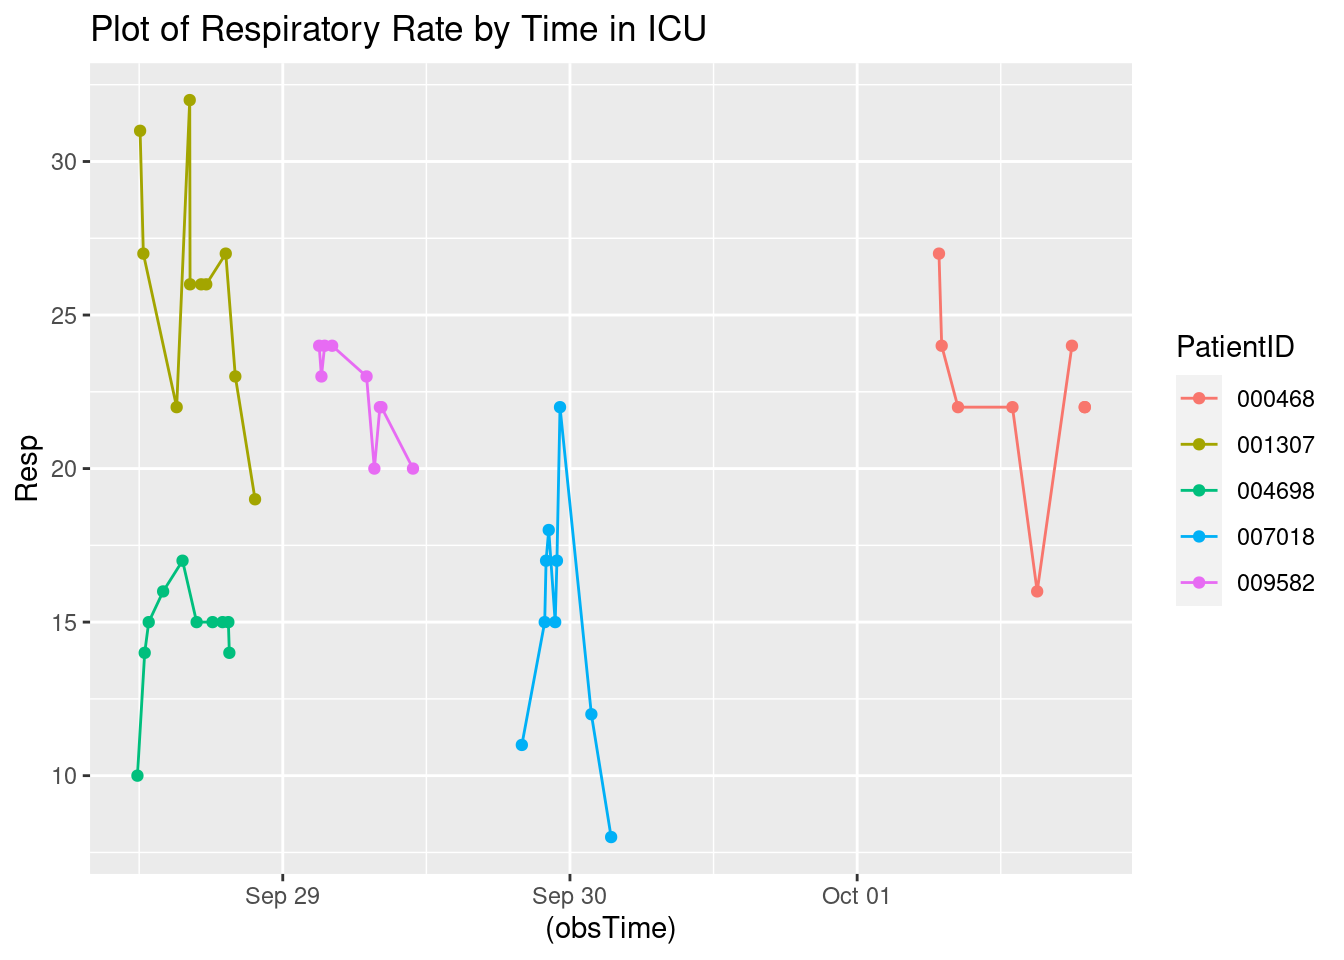 Plot of Respiratory Rate by Time in ICU
Resp
30
25
20
15
10
Sep 29
Sep 30
Oct 01
(obsTime)
PatientID
000468
001307
004698
007018
009582